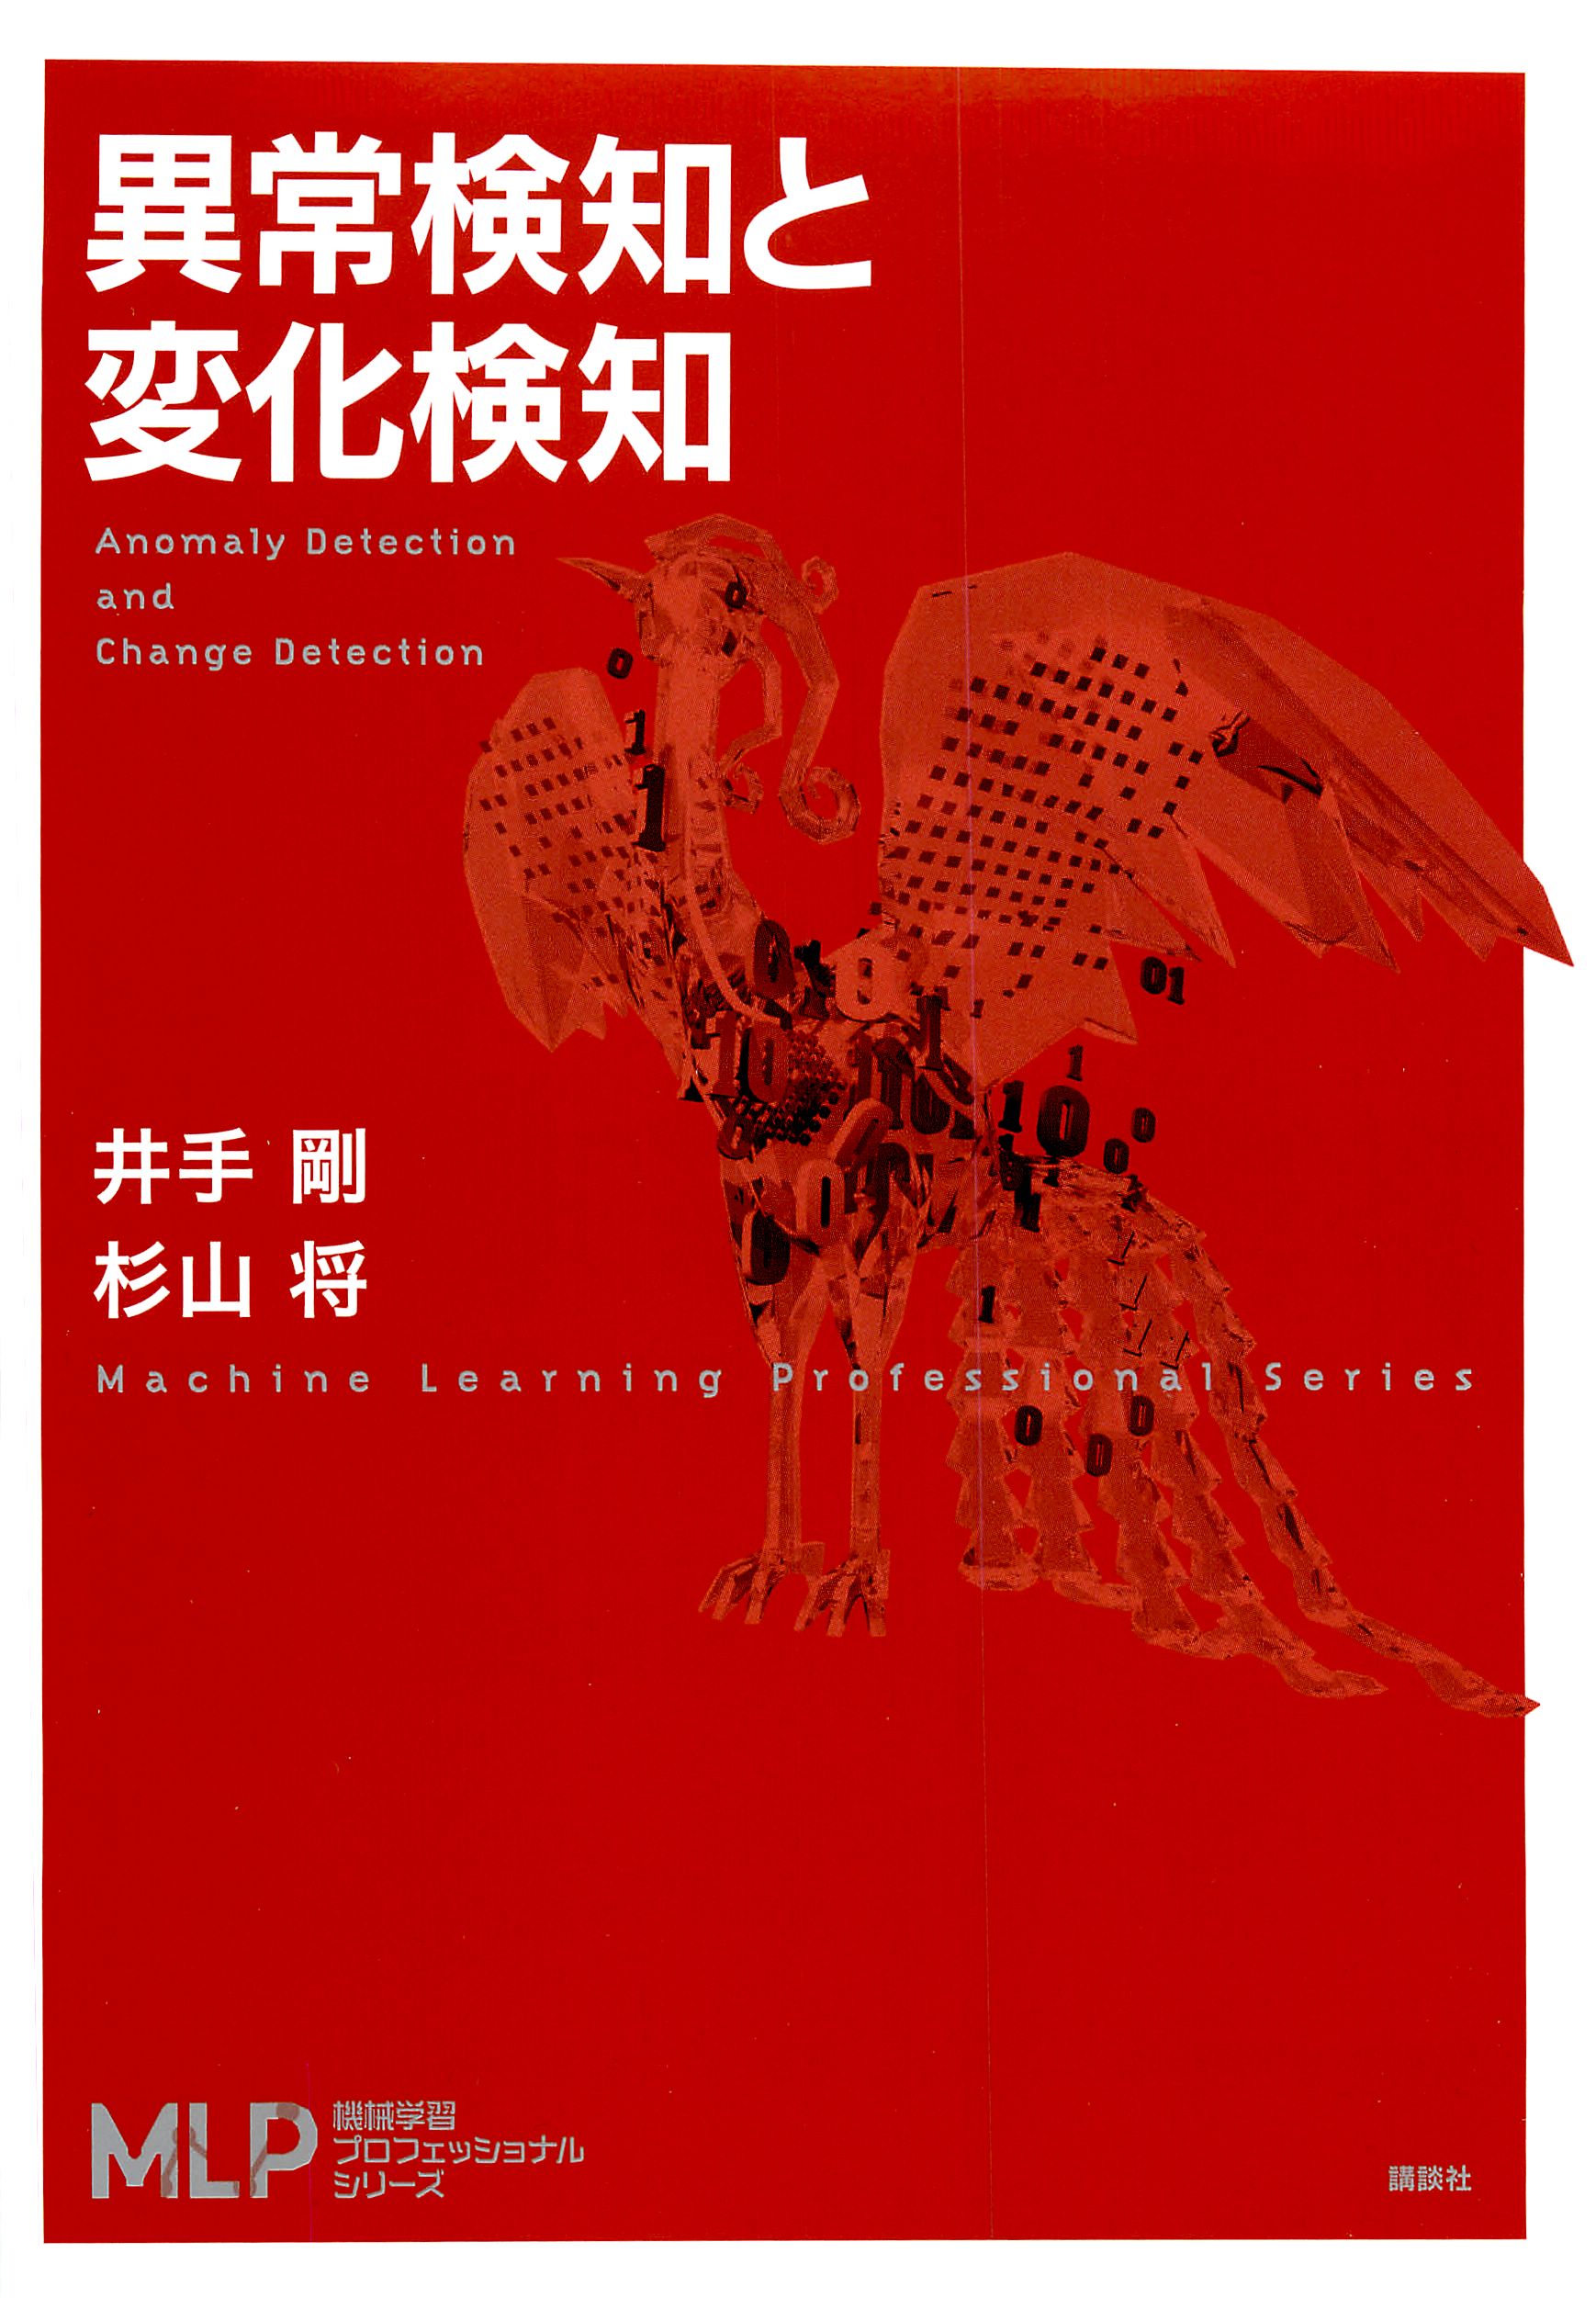 異常検知と
変化検知
Anomaly Detection
and
Change Detection
井手 剛
杉山 将
Machine Learning Professional Series
MLP
機械学習
プロフェッショナル
シリーズ
講談社